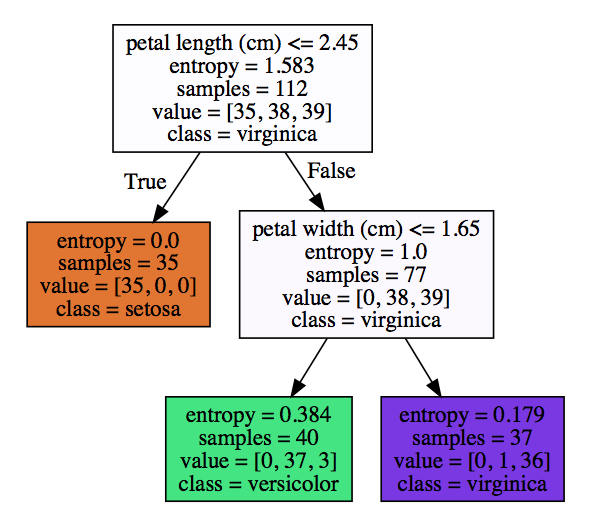 petal length (cm) <= 2.45
entropy = 1.583
samples = 112
value = [35, 38, 39]
class = virginica
True
False
entropy = 0.0
samples = 35
value = [35, 0, 0]
class = setosa
petal width (cm) <= 1.65
entropy = 1.0
samples = 77
value = [0, 38, 39]
class = virginica
entropy = 0.384
samples = 40
value = [0, 37, 3]
class = versicolor
entropy = 0.179
samples = 37
value = [0, 1, 36]
class = virginica